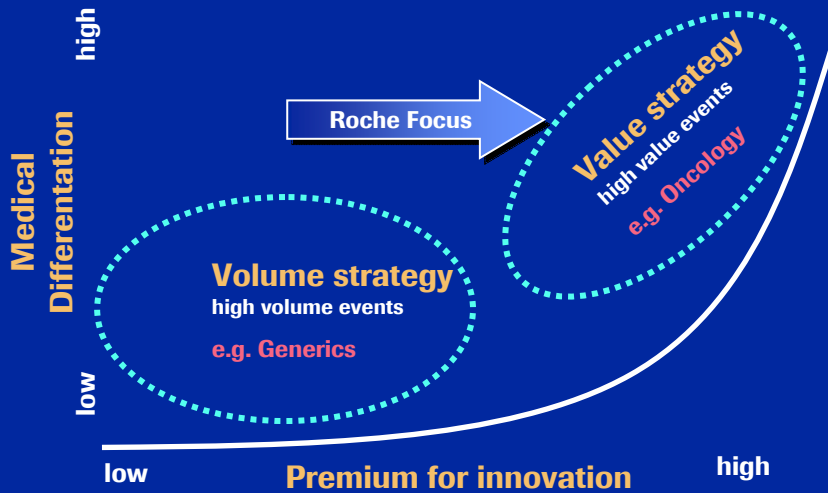 high
Medical
Differentation
low
Roche Focus
Value strategy
high value events
e.g. Oncology
Volume strategy
high volume events
e.g. Generics
low
Premium for innovation
high